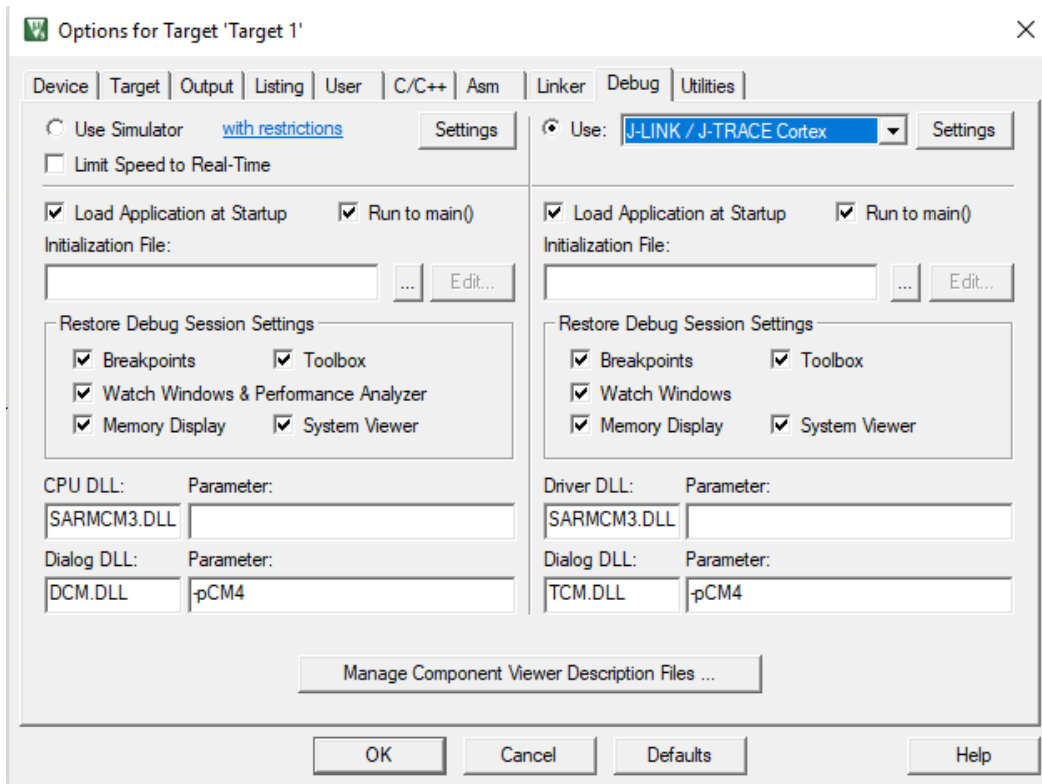 Options for Target 'Target 1'
Device Target Output Listing User C/C++ Asm Linker Debug Utilities
Use Simulator with restrictions Settings
Limit Speed to Real-Time
Use: J-LINK / J-TRACE Cortex Settings
Load Application at Startup Run to main()
Initialization File:
... Edit...
Restore Debug Session Settings
Breakpoints Toolbox
Watch Windows & Performance Analyzer
Memory Display System Viewer
CPU DLL: Parameter:
SARMCM3.DLL
Dialog DLL: Parameter:
DCM.DLL -pCM4
Load Application at Startup Run to main()
Initialization File:
... Edit...
Restore Debug Session Settings
Breakpoints Toolbox
Watch Windows
Memory Display System Viewer
Driver DLL: Parameter:
SARMCM3.DLL
Dialog DLL: Parameter:
TCM.DLL -pCM4
Manage Component Viewer Description Files ...
OK Cancel Defaults Help